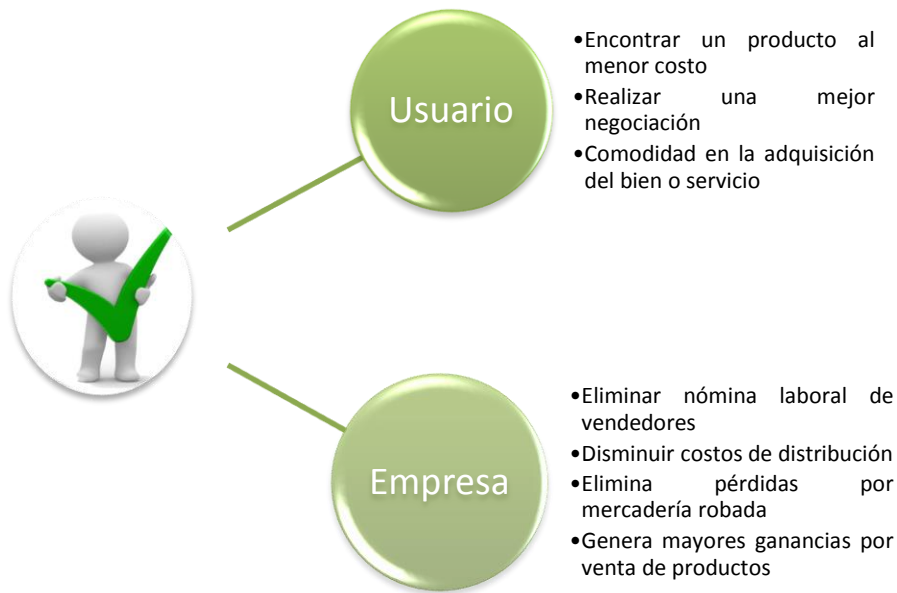 Usuario
•Encontrar un producto al
menor costo
•Realizar una mejor
negociación
•Comodidad en la adquisición
del bien o servicio
Empresa
•Eliminar nómina laboral de
vendedores
•Disminuir costos de distribución
•Elimina pérdidas por
mercadería robada
•Genera mayores ganancias por
venta de productos